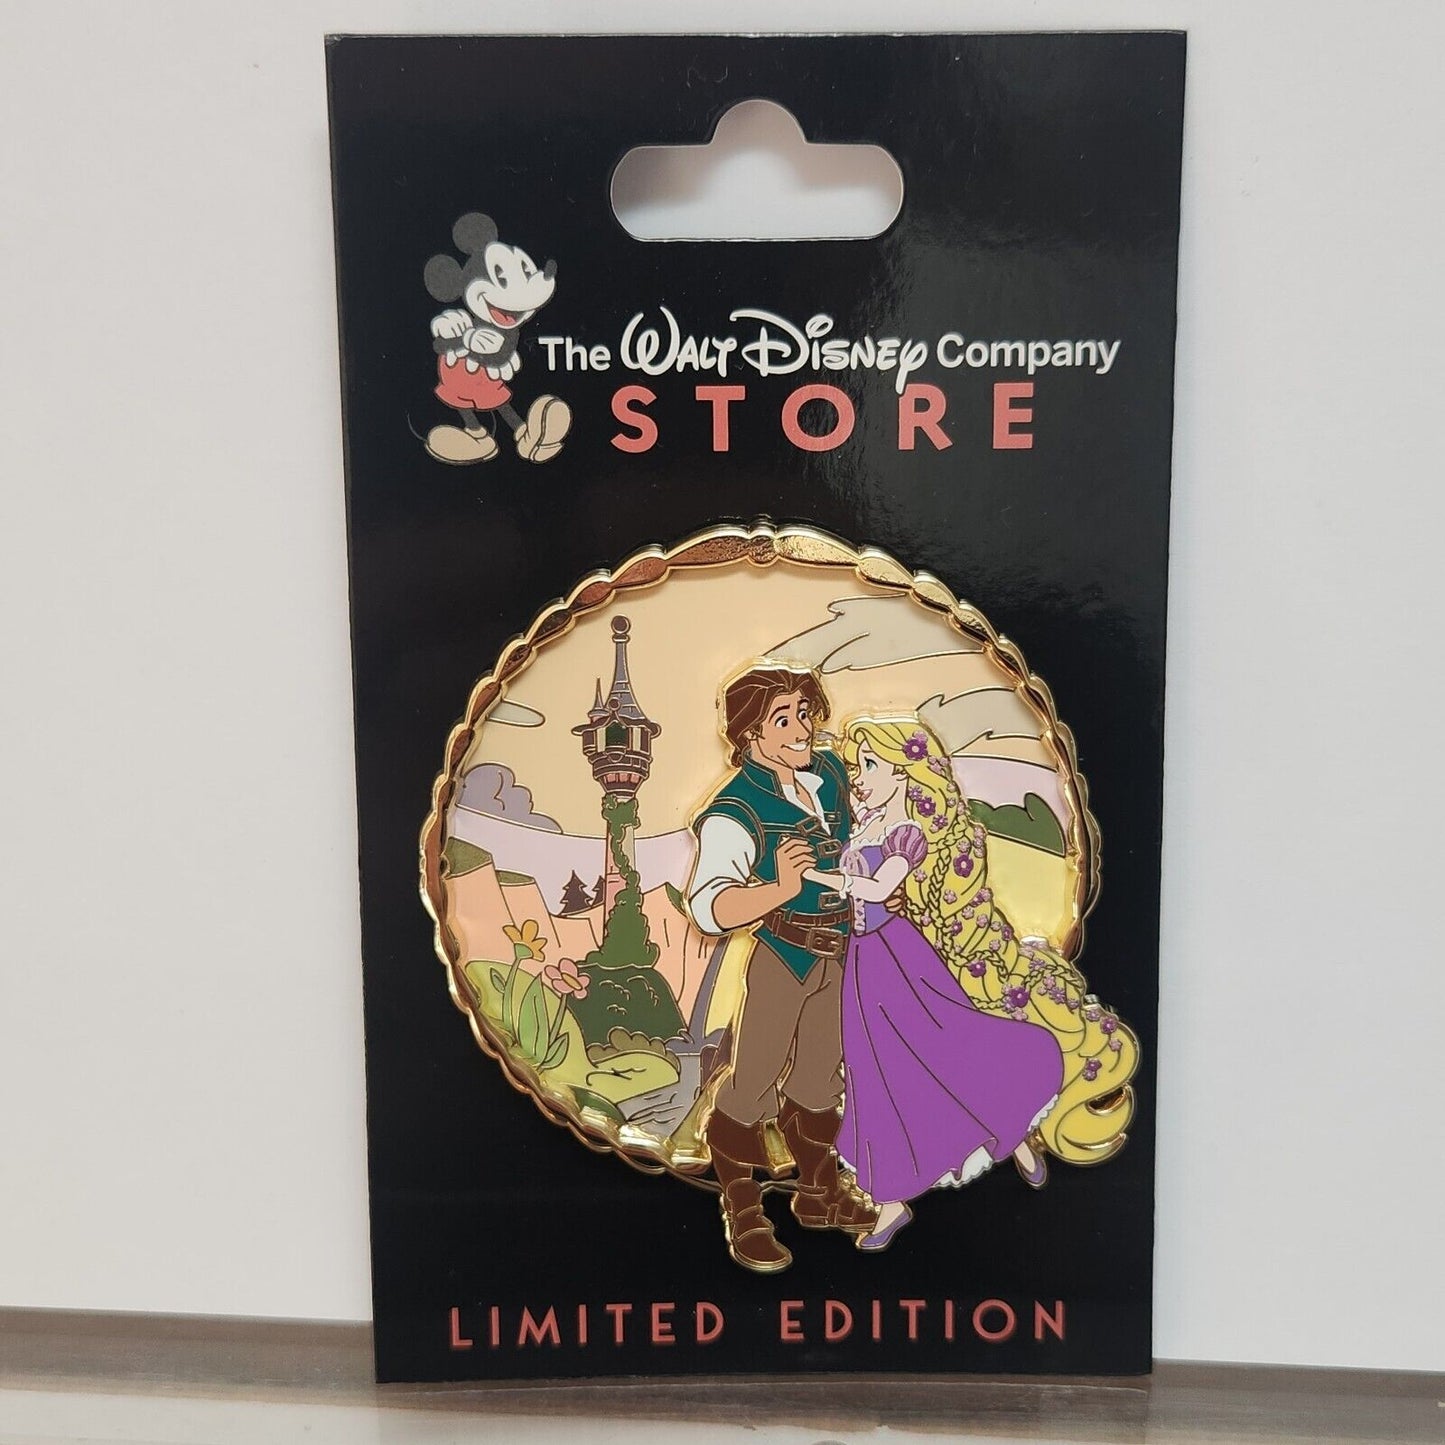 The WALT DISNEY Company
STORE
LIMITED EDITION